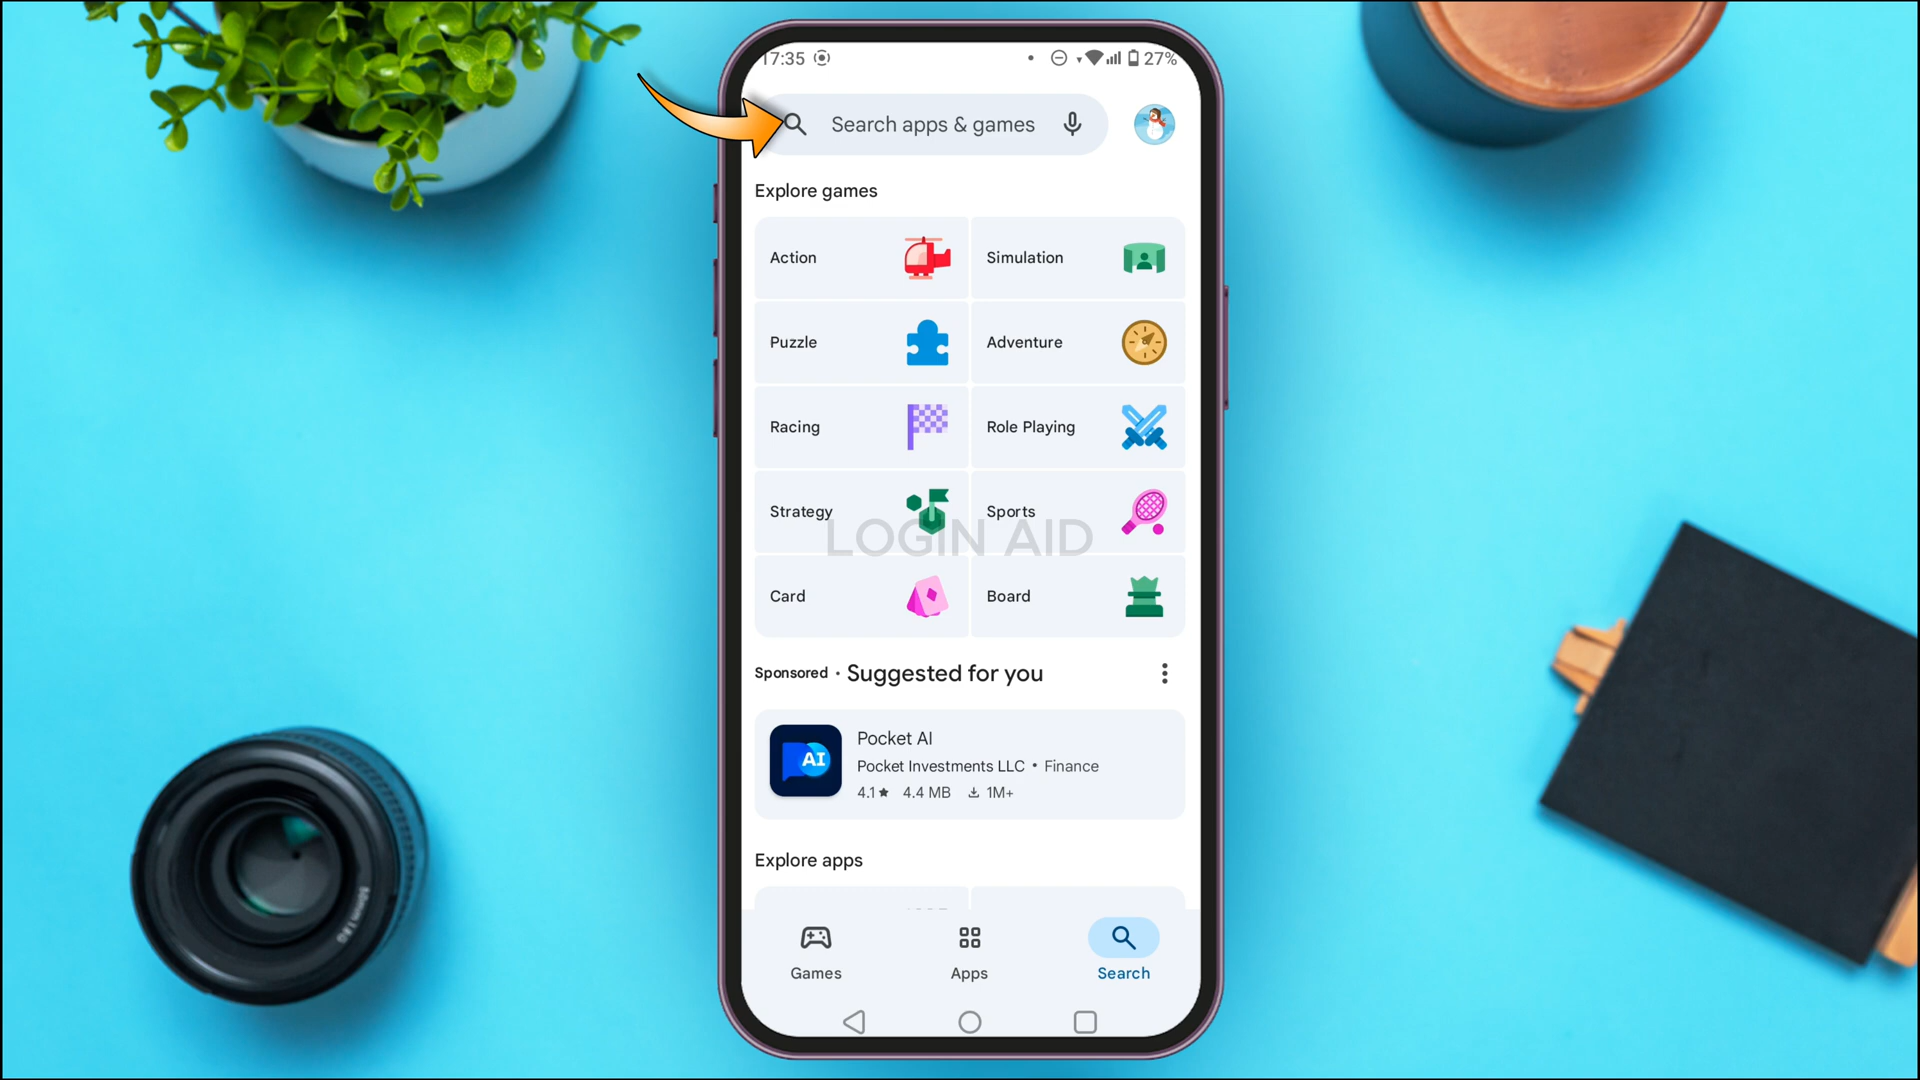 17:35 27%
Search apps & games
Explore games
Action Simulation
Puzzle Adventure
Racing Role Playing
Strategy Sports
LOGIN AID
Card Board
Sponsored • Suggested for you
AI
Pocket AI
Pocket Investments LLC • Finance
4.1★ 4.4 MB 1M+
Explore apps
Games Apps Search